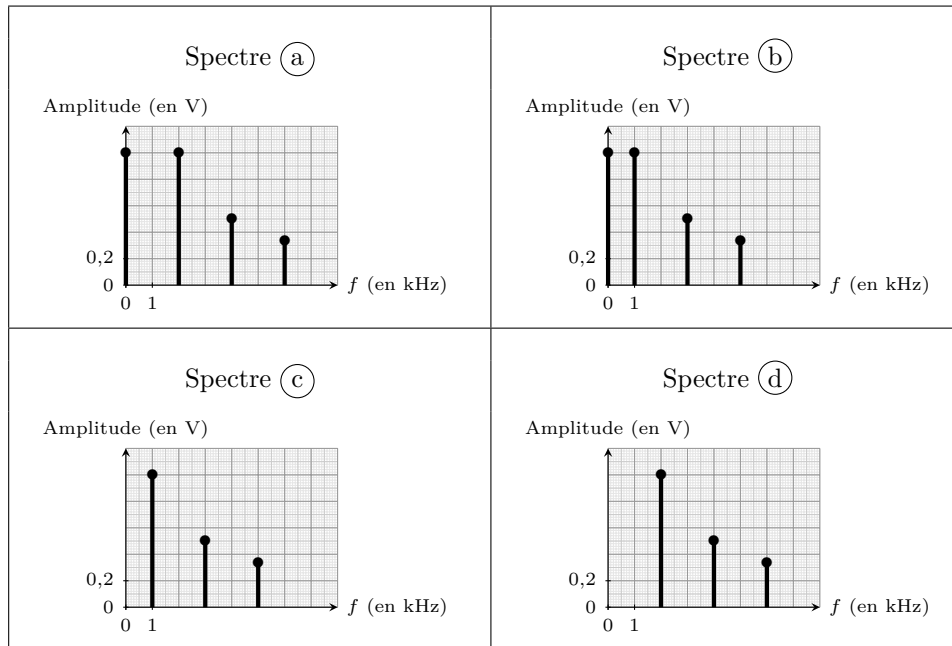 Spectre a
Amplitude (en V)
0,2
0
f (en kHz)
0 1
Spectre b
Amplitude (en V)
0,2
0
f (en kHz)
0 1
Spectre c
Amplitude (en V)
0,2
0
f (en kHz)
0 1
Spectre d
Amplitude (en V)
0,2
0
f (en kHz)
0 1